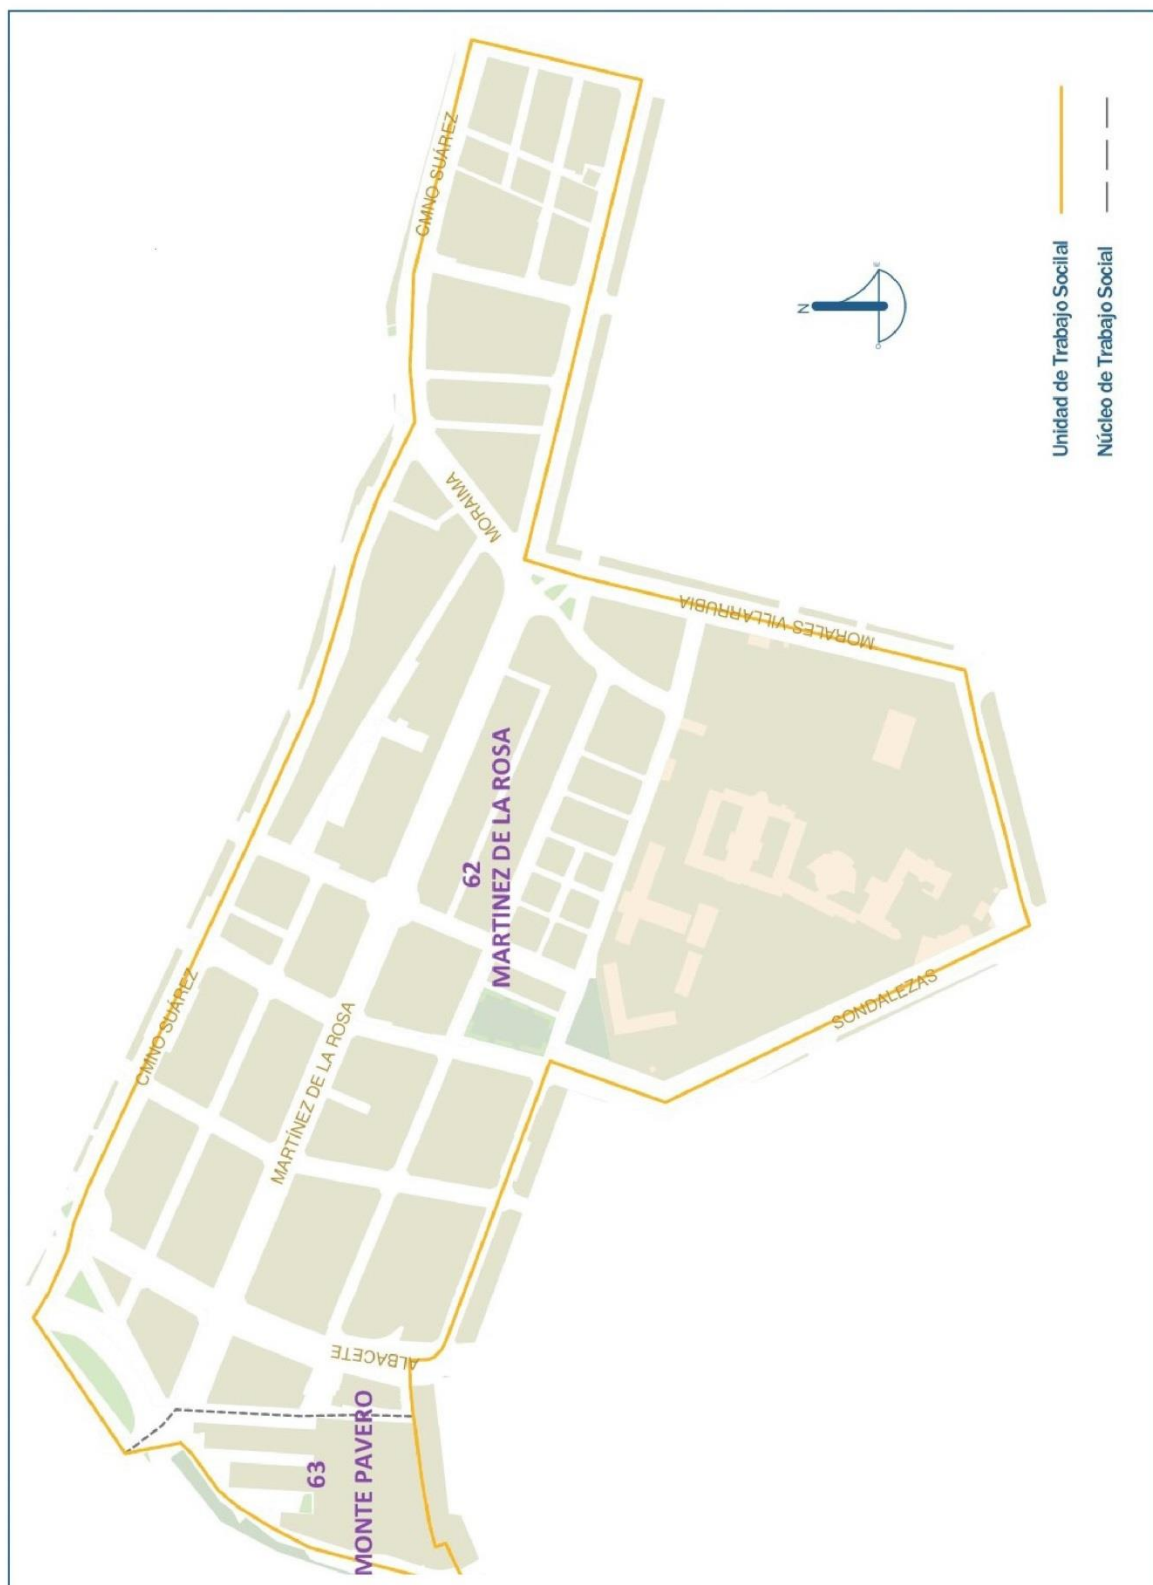 CMNO SUÁREZ
MORAIMA
MORALES VILLARRUBIA
62
MARTINEZ DE LA ROSA
CMNO SUÁREZ
MARTÍNEZ DE LA ROSA
SONDALEZAS
ALBACETE
63
MONTE PAVERO
N
O
E
Unidad de Trabajo Socilal
Núcleo de Trabajo Social